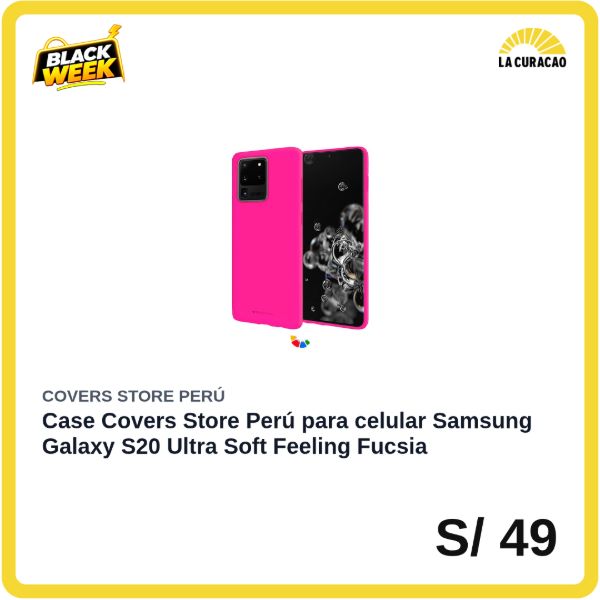 BLACK
WEEK
LA CURACAO
COVERS STORE PERÚ
Case Covers Store Perú para celular Samsung
Galaxy S20 Ultra Soft Feeling Fucsia
S/ 49